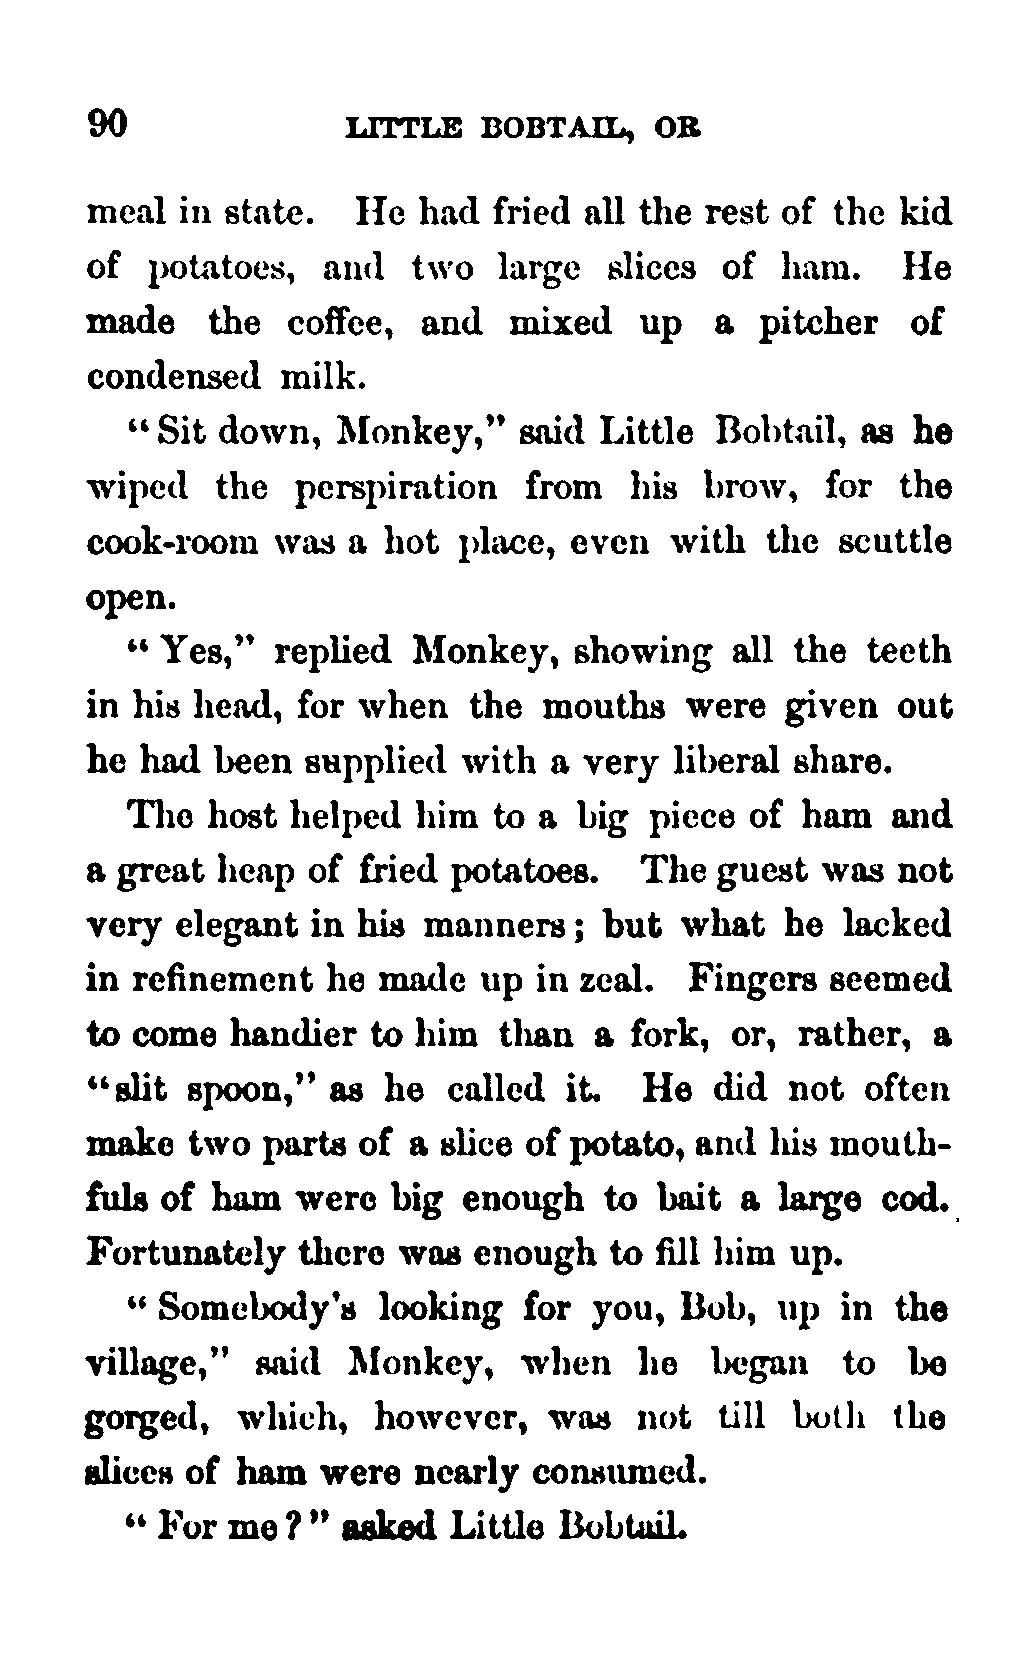 90 LITTLE BOBTAIL, OR
meal in state. He had fried all the rest of the kid
of potatoes, and two large slices of ham. He
made the coffee, and mixed up a pitcher of
condensed milk.
“Sit down, Monkey,” said Little Bobtail, as he
wiped the perspiration from his brow, for the
cook-room was a hot place, even with the scuttle
open.
“Yes,” replied Monkey, showing all the teeth
in his head, for when the mouths were given out
he had been supplied with a very liberal share.
The host helped him to a big piece of ham and
a great heap of fried potatoes. The guest was not
very elegant in his manners; but what he lacked
in refinement he made up in zeal. Fingers seemed
to come handier to him than a fork, or, rather, a
“slit spoon,” as he called it. He did not often
make two parts of a slice of potato, and his mouth-
fuls of ham were big enough to bait a large cod.
Fortunately there was enough to fill him up.
“Somebody's looking for you, Bob, up in the
village,” said Monkey, when he began to be
gorged, which, however, was not till both the
slices of ham were nearly consumed.
“For me?” asked Little Bobtail.